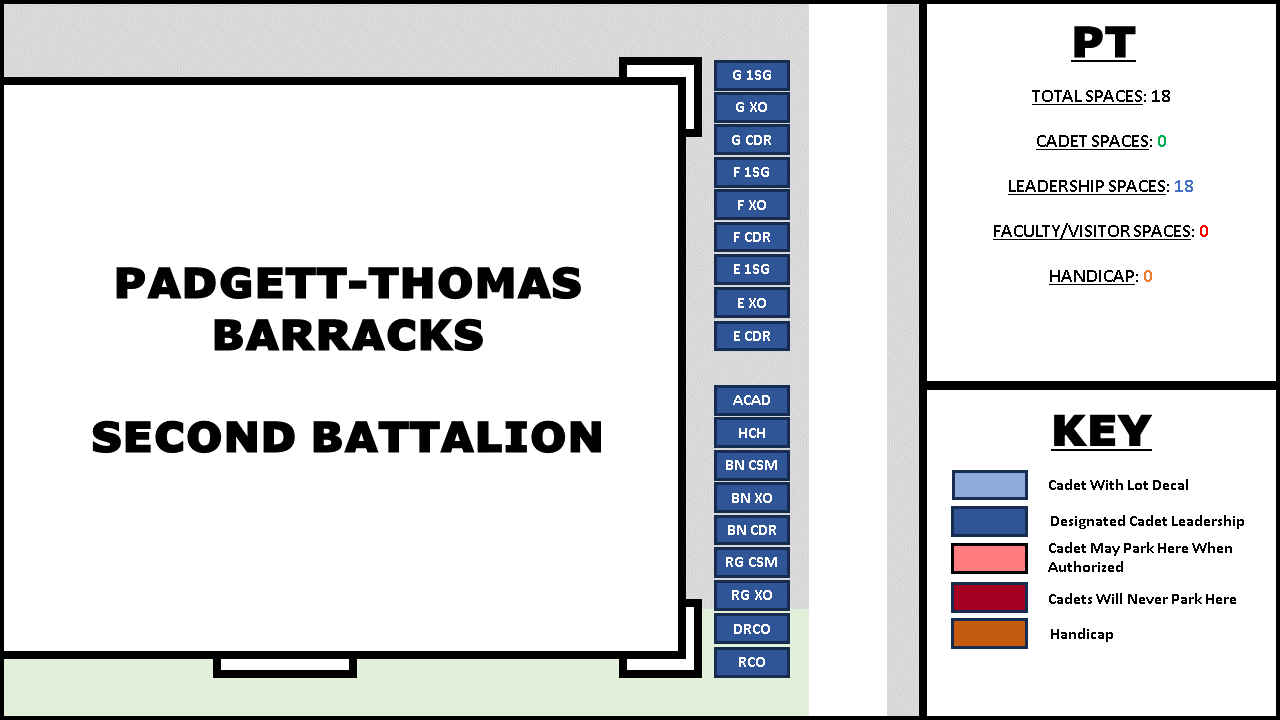 PADGETT-THOMAS
BARRACKS
SECOND BATTALION
G 1SG
G XO
G CDR
F 1SG
F XO
F CDR
E 1SG
E XO
E CDR
ACAD
HCH
BN CSM
BN XO
BN CDR
RG CSM
RG XO
DRCO
RCO
PT
TOTAL SPACES: 18
CADET SPACES: 0
LEADERSHIP SPACES: 18
FACULTY/VISITOR SPACES: 0
HANDICAP: 0
KEY
Cadet With Lot Decal
Designated Cadet Leadership
Cadet May Park Here When
Authorized
Cadets Will Never Park Here
Handicap